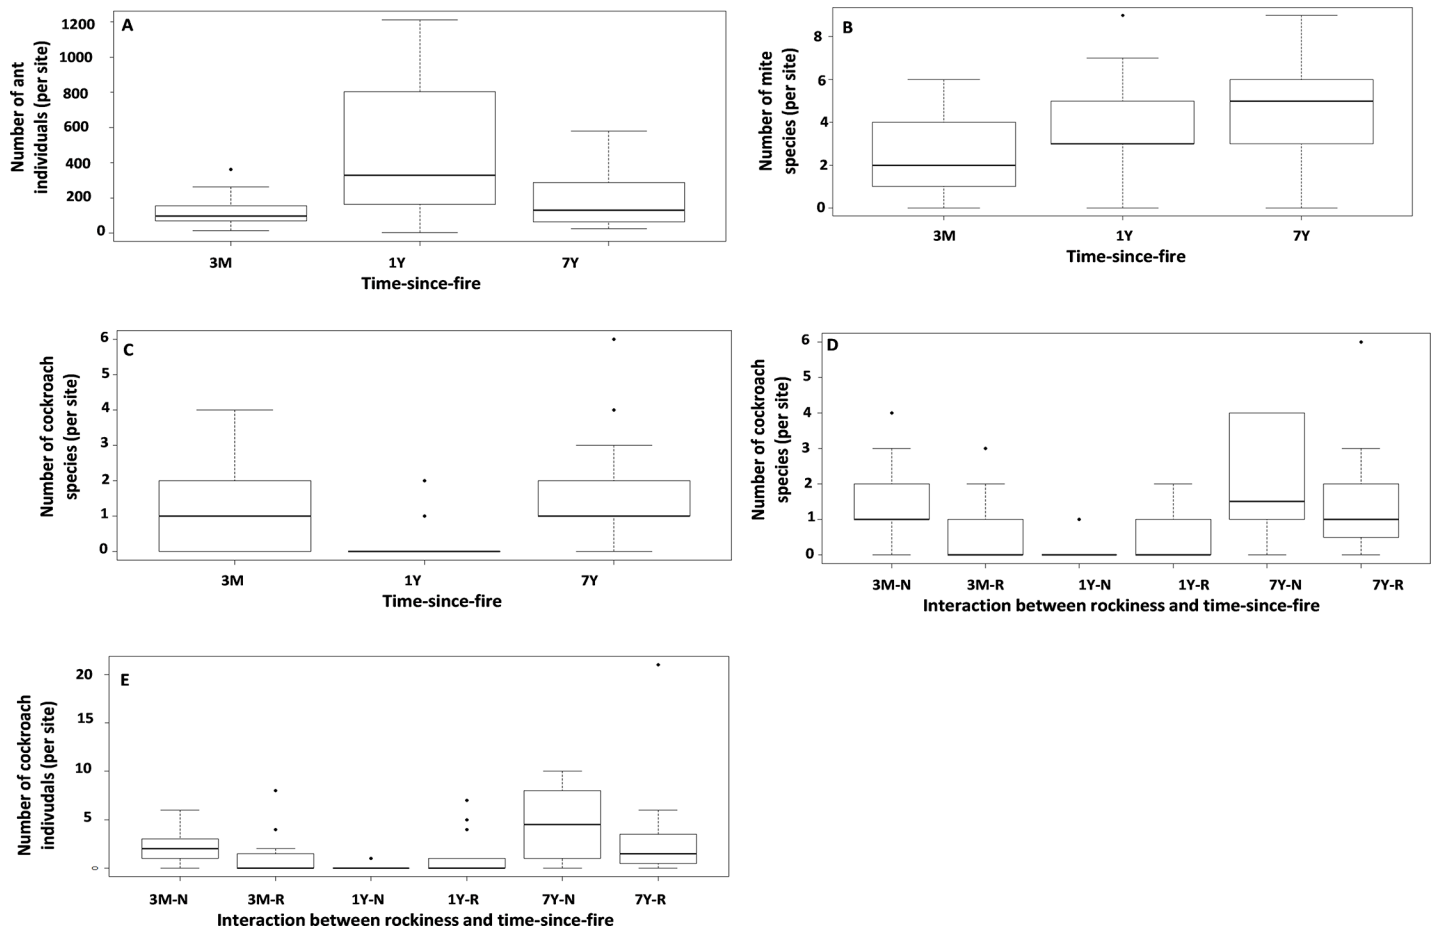 A
Number of ant
individuals (per site)
1200
1000
800
600
400
200
0
3M 1Y 7Y
Time-since-fire
B
Number of mite
species (per site)
8
6
4
2
0
3M 1Y 7Y
Time-since-fire
C
Number of cockroach
species (per site)
6
5
4
3
2
1
0
3M 1Y 7Y
Time-since-fire
D
Number of cockroach
species (per site)
6
5
4
3
2
1
0
3M-N 3M-R 1Y-N 1Y-R 7Y-N 7Y-R
Interaction between rockiness and time-since-fire
E
Number of cockroach
indivudals (per site)
20
15
10
5
0
3M-N 3M-R 1Y-N 1Y-R 7Y-N 7Y-R
Interaction between rockiness and time-since-fire